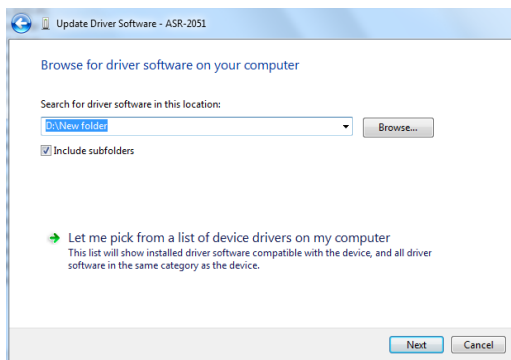 Update Driver Software - ASR-2051
Browse for driver software on your computer
Search for driver software in this location:
D:\New folder
Browse...
Include subfolders
Let me pick from a list of device drivers on my computer
This list will show installed driver software compatible with the device, and all driver
software in the same category as the device.
Next Cancel